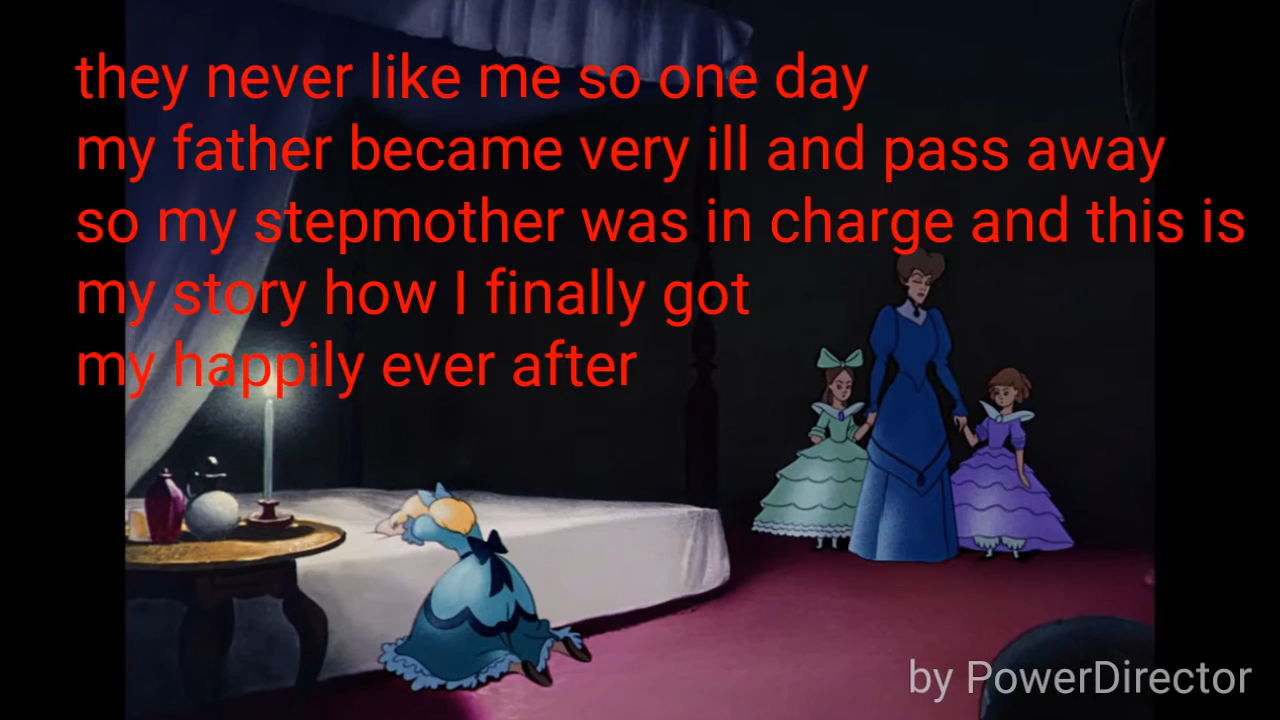 they never like me so one day
my father became very ill and pass away
so my stepmother was in charge and this is
my story how I finally got
my happily ever after
by PowerDirector